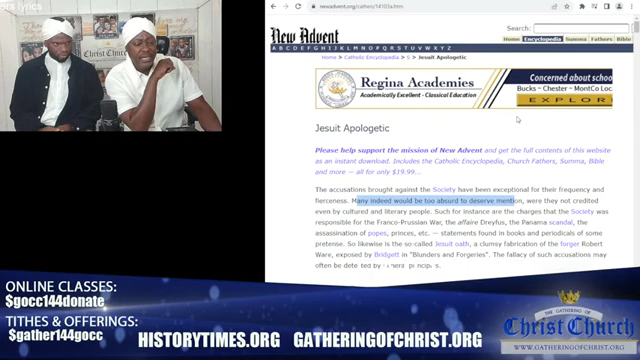 ers lyrics
newadvent.org/cathen/14103a.htm
New Advent
Search:
Home Encyclopedia Summa Fathers Bible
A B C D E F G H I J K L M N O P Q R S T U V W X Y Z
Home > Catholic Encyclopedia > S > Jesuit Apologetic
Regina Academies
Academically Excellent - Classical Education
Concerned about schoo
Bucks ~ Chester ~ MontCo Loc
EXPLOR
Jesuit Apologetic
Please help support the mission of New Advent and get the full contents of this website
as an instant download. Includes the Catholic Encyclopedia, Church Fathers, Summa, Bible
and more — all for only $19.99...
The accusations brought against the Society have been exceptional for their frequency and
fierceness. Many indeed would be too absurd to deserve mention, were they not credited
even by cultured and literary people. Such for instance are the charges that the Society was
responsible for the Franco-Prussian War, the affaire Dreyfus, the Panama scandal, the
assassination of popes, princes, etc. — statements found in books and periodicals of some
pretense. So likewise is the so-called Jesuit oath, a clumsy fabrication of the forger Robert
Ware, exposed by Bridgett in "Blunders and Forgeries". The fallacy of such accusations may
often be detected by general principles.
ONLINE CLASSES:
$gocc144donate
TITHES & OFFERINGS:
$gather144gocc
HISTORYTIMES.ORG GATHERINGOFCHRIST.ORG
THE GATHERING OF
Christ Church
WWW.GATHERINGOFCHRIST.ORG